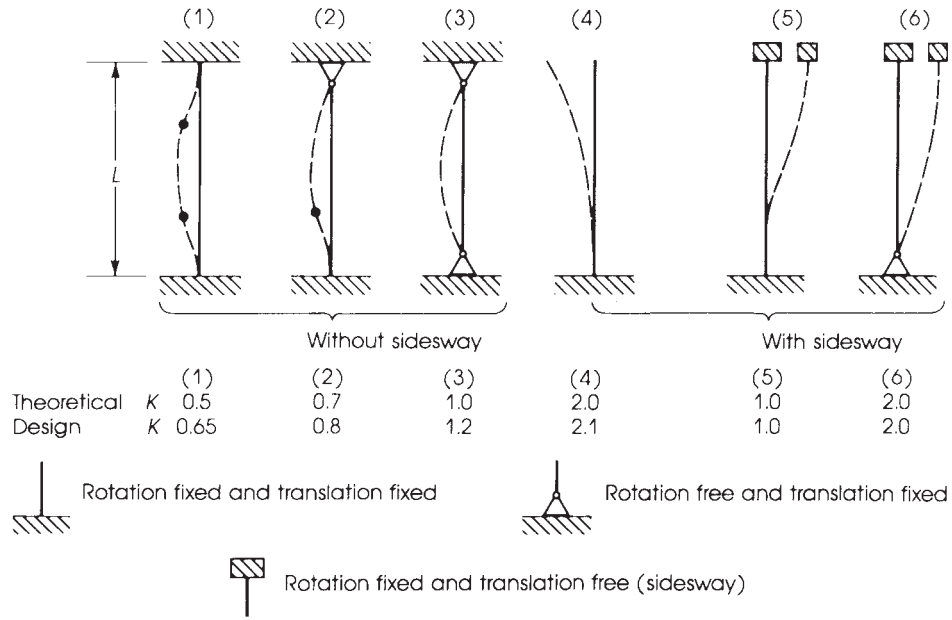 (1) (2) (3) (4) (5) (6)
L
Without sidesway With sidesway
(1) (2) (3) (4) (5) (6)
Theoretical K 0.5 0.7 1.0 2.0 1.0 2.0
Design K 0.65 0.8 1.2 2.1 1.0 2.0
Rotation fixed and translation fixed Rotation free and translation fixed
Rotation fixed and translation free (sidesway)